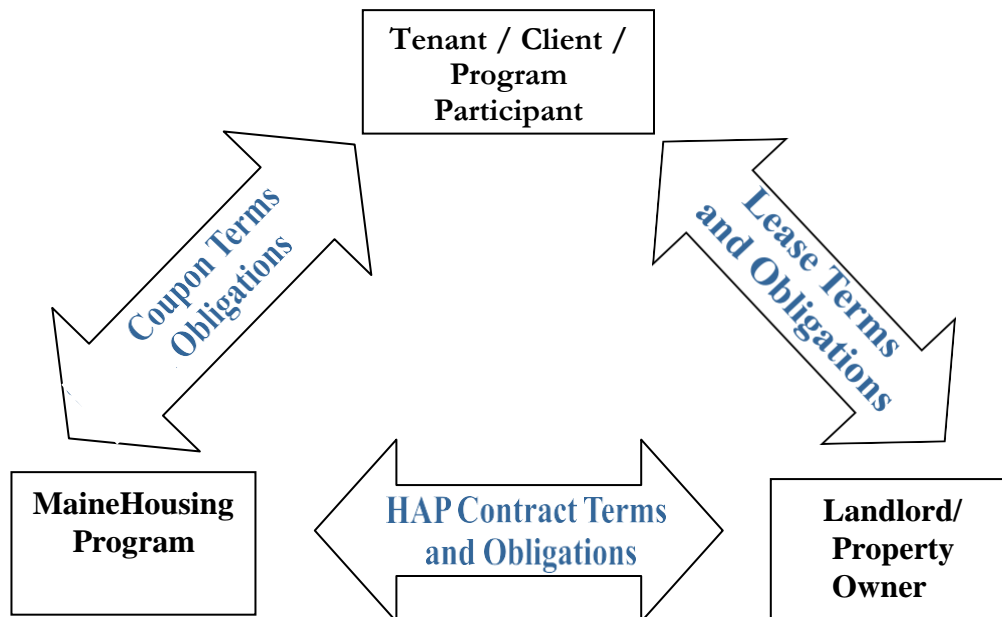 Tenant / Client /
Program
Participant
Coupon Terms
Obligations
Lease Terms
and Obligations
MaineHousing
Program
HAP Contract Terms
and Obligations
Landlord/
Property
Owner